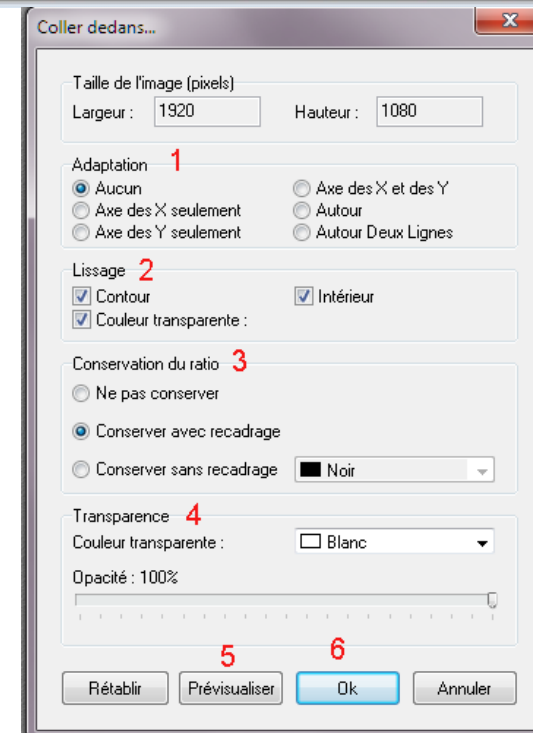 Coller dedans...
Taille de l'image (pixels)
Largeur : 1920 Hauteur : 1080
Adaptation 1
Aucun Axe des X et des Y
Axe des X seulement Autour
Axe des Y seulement Autour Deux Lignes
Lissage 2
Contour Intérieur
Couleur transparente :
Conservation du ratio 3
Ne pas conserver
Conserver avec recadrage
Conserver sans recadrage Noir
Transparence 4
Couleur transparente : Blanc
Opacité : 100%
5 6
Rétablir Prévisualiser Ok Annuler